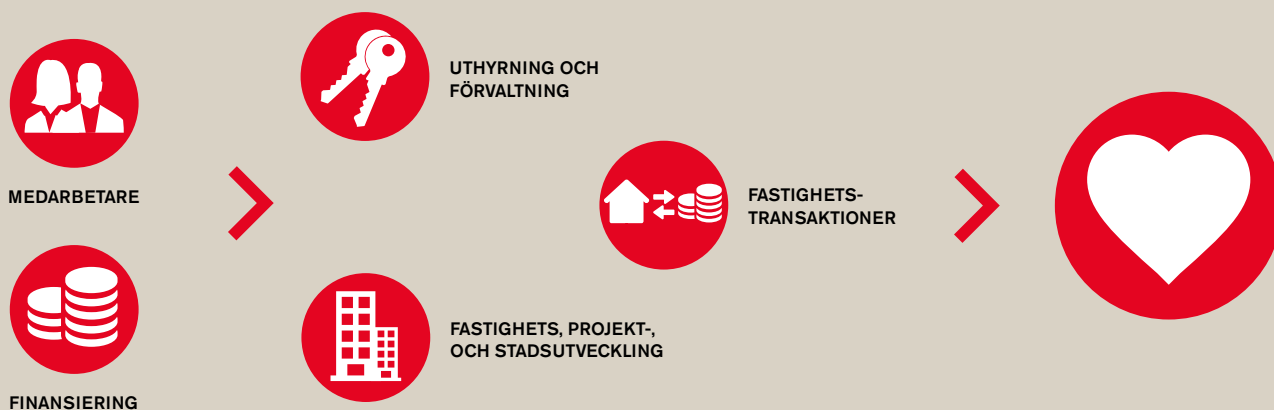 MEDARBETARE
FINANSIERING
UTHYRNING OCH
FÖRVALTNING
FASTIGHETS, PROJEKT-,
OCH STADSUTVECKLING
FASTIGHETS-
TRANSAKTIONER